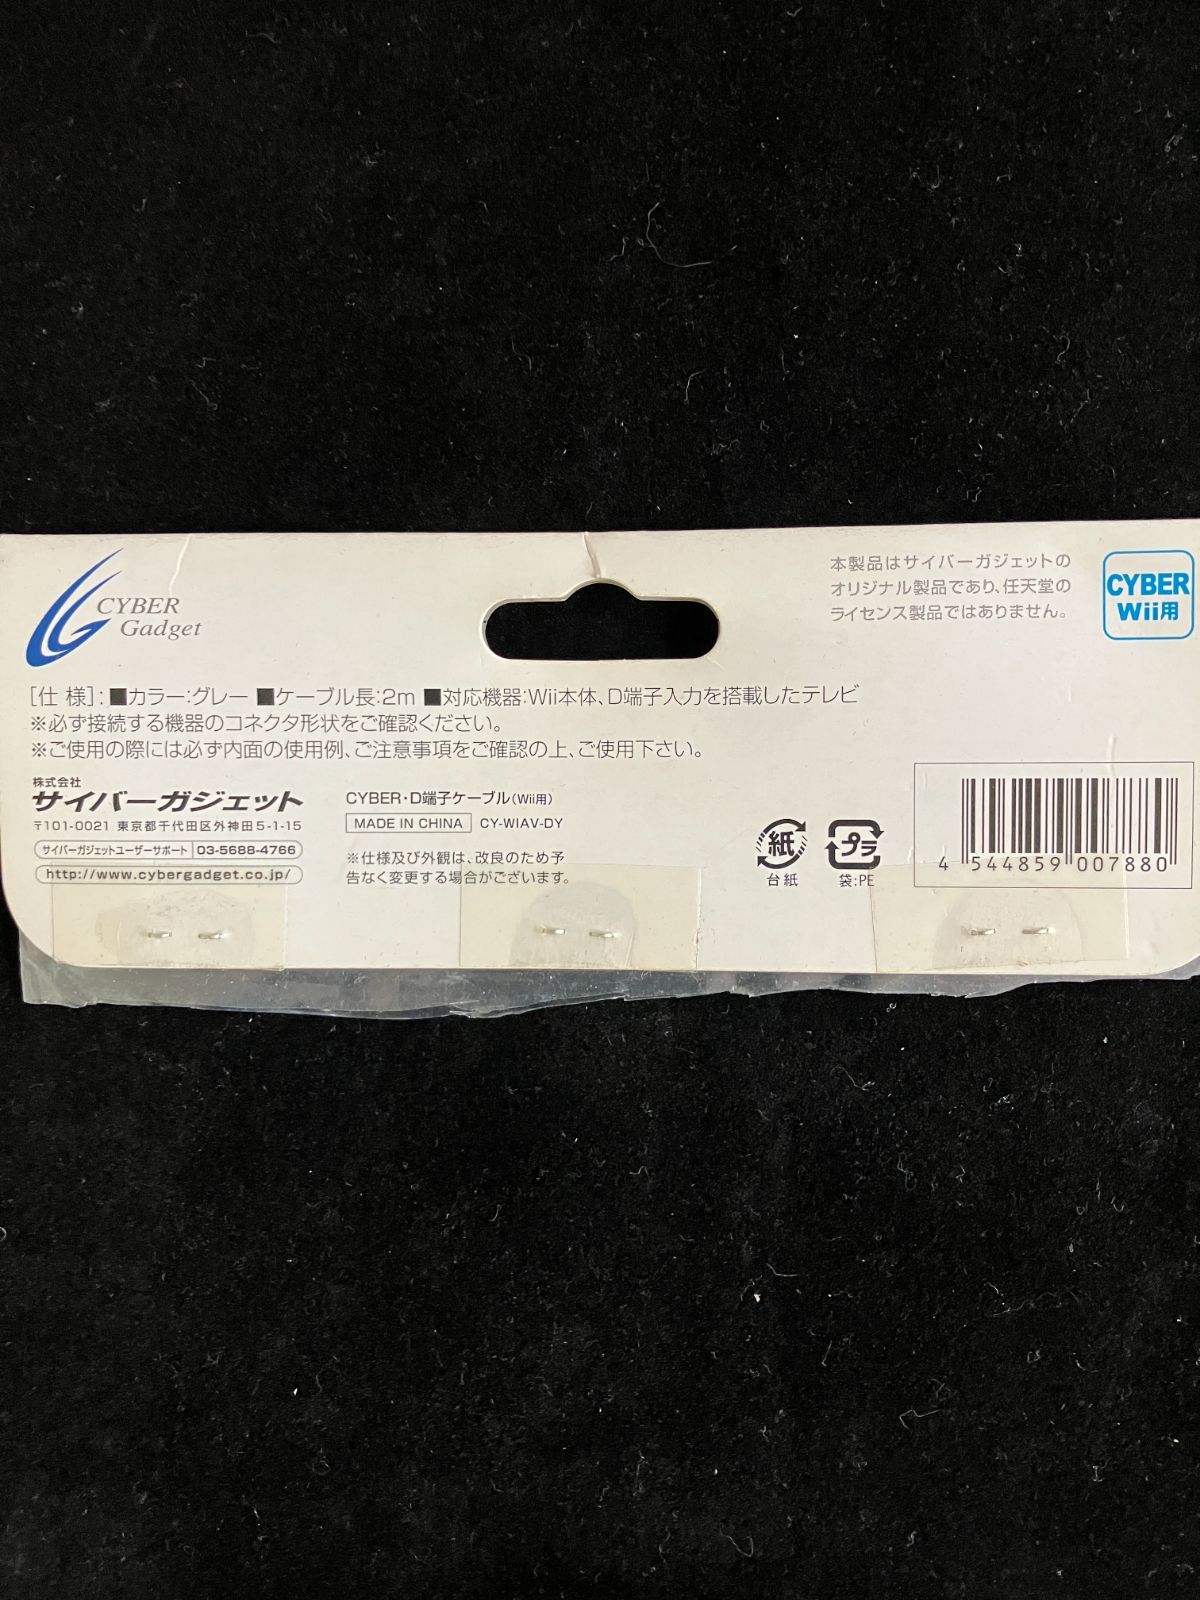 CYBER
Gadget
本製品はサイバーガジェットの
オリジナル製品であり、任天堂の
ライセンス製品ではありません。
CYBER
Wii用
[仕 様]:■カラー:グレー ■ケーブル長:2m ■対応機器:Wii本体、D端子入力を搭載したテレビ
※必ず接続する機器のコネクタ形状をご確認ください。
※ご使用の際には必ず内面の使用例、ご注意事項をご確認の上、ご使用下さい。
株式会社
サイバーガジェット
〒101-0021 東京都千代田区外神田5-1-15
サイバーガジェットユーザーサポート 03-5688-4766
http://www.cybergadget.co.jp/
CYBER・D端子ケーブル(Wii用)
MADE IN CHINA CY-WIAV-DY
※仕様及び外観は、改良のため予
告なく変更する場合がございます。
紙
台紙
プラ
袋:PE
4 544859 007880